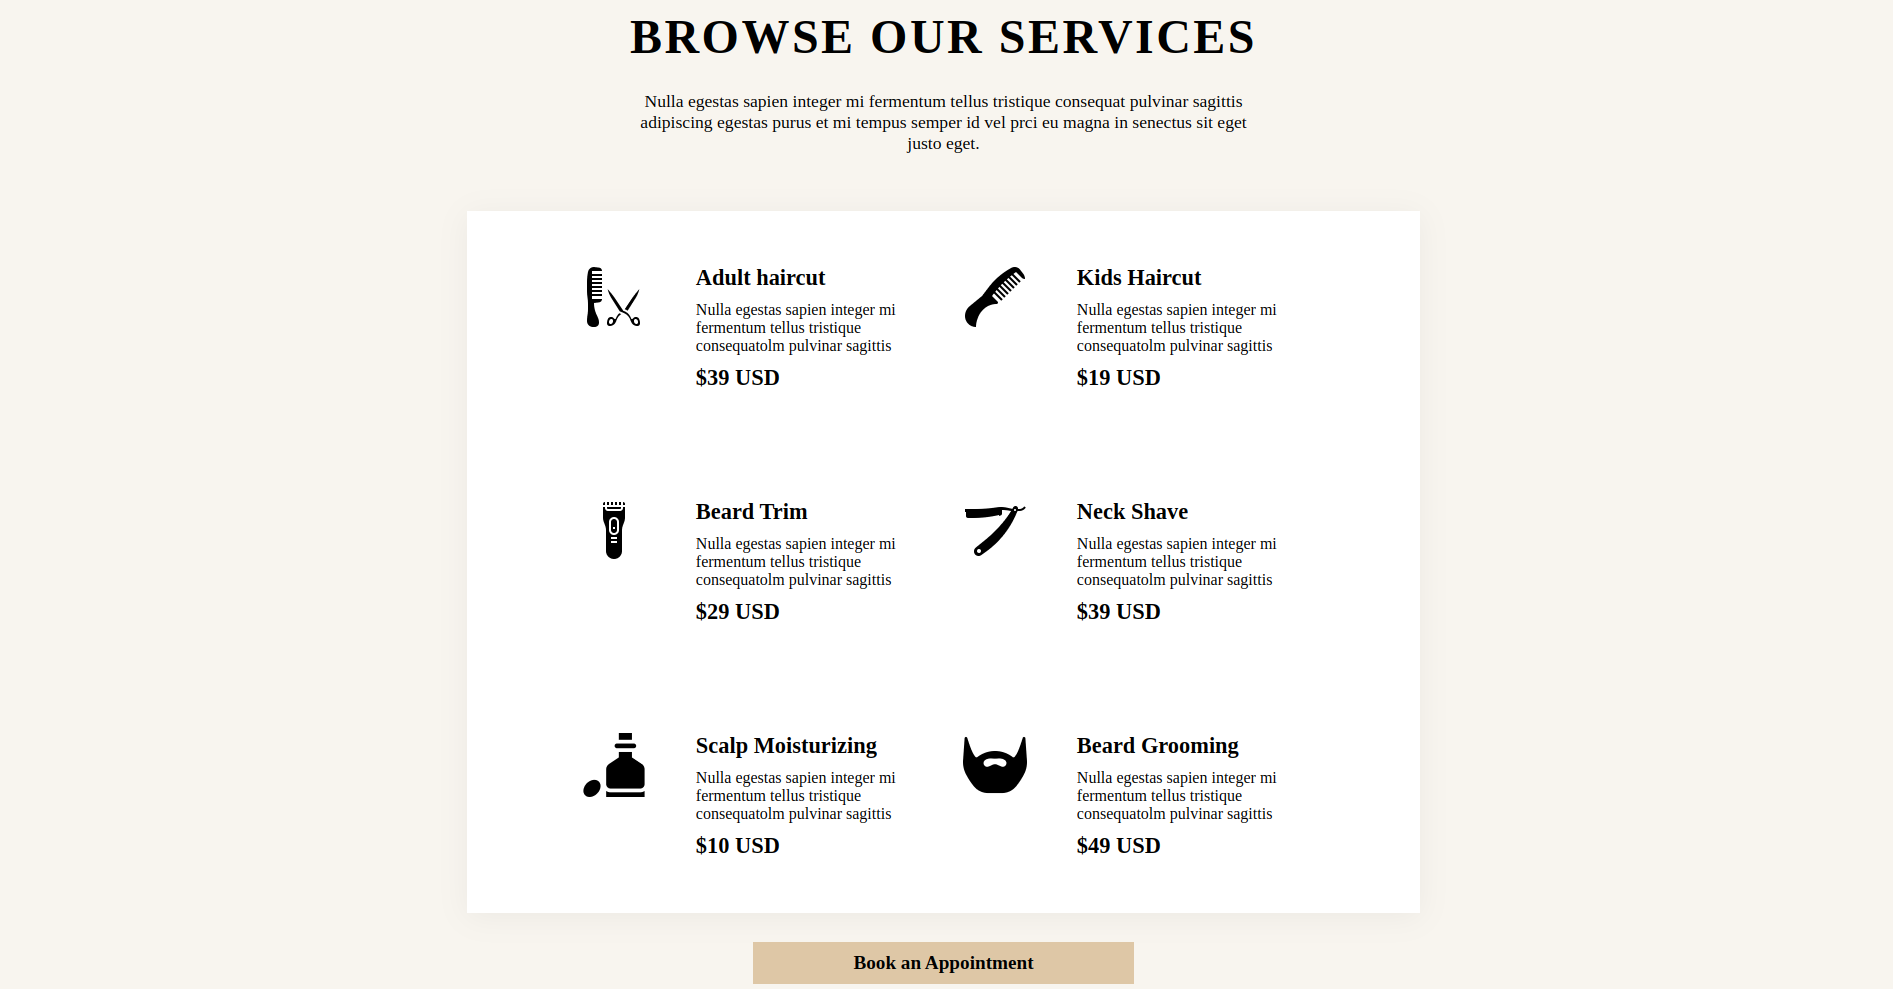 BROWSE OUR SERVICES
Nulla egestas sapien integer mi fermentum tellus tristique consequat pulvinar sagittis
adipiscing egestas purus et mi tempus semper id vel prci eu magna in senectus sit eget
justo eget.
Adult haircut
Nulla egestas sapien integer mi
fermentum tellus tristique
consequatolm pulvinar sagittis
$39 USD
Kids Haircut
Nulla egestas sapien integer mi
fermentum tellus tristique
consequatolm pulvinar sagittis
$19 USD
Beard Trim
Nulla egestas sapien integer mi
fermentum tellus tristique
consequatolm pulvinar sagittis
$29 USD
Neck Shave
Nulla egestas sapien integer mi
fermentum tellus tristique
consequatolm pulvinar sagittis
$39 USD
Scalp Moisturizing
Nulla egestas sapien integer mi
fermentum tellus tristique
consequatolm pulvinar sagittis
$10 USD
Beard Grooming
Nulla egestas sapien integer mi
fermentum tellus tristique
consequatolm pulvinar sagittis
$49 USD
Book an Appointment